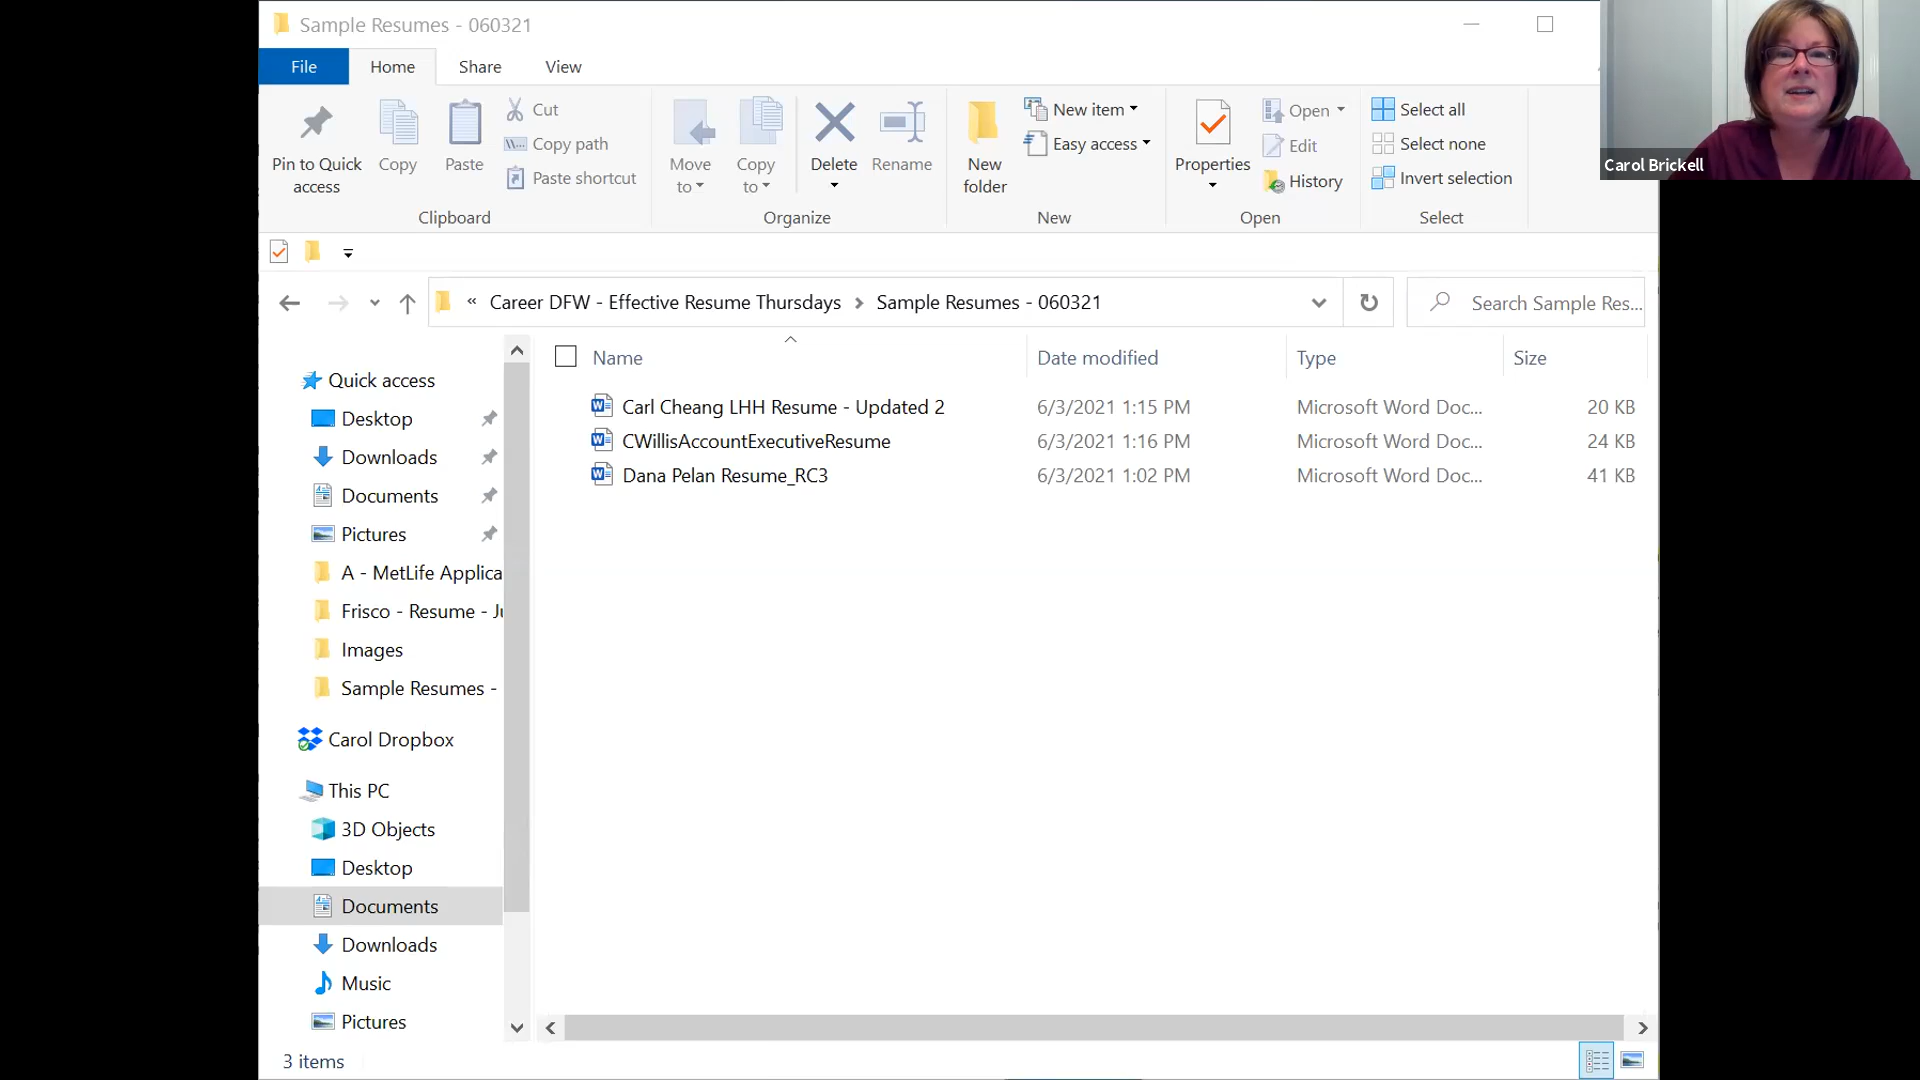 Sample Resumes - 060321
File Home Share View
Pin to Quick access
Copy
Paste
Cut
Copy path
Paste shortcut
Clipboard
Move to
Copy to
Delete
Rename
Organize
New folder
New item
Easy access
New
Properties
Open
Edit
History
Open
Select all
Select none
Invert selection
Select
Carol Brickell
« Career DFW - Effective Resume Thursdays > Sample Resumes - 060321
Search Sample Res...
Name Date modified Type Size
Carl Cheang LHH Resume - Updated 2 6/3/2021 1:15 PM Microsoft Word Doc... 20 KB
CWillisAccountExecutiveResume 6/3/2021 1:16 PM Microsoft Word Doc... 24 KB
Dana Pelan Resume_RC3 6/3/2021 1:02 PM Microsoft Word Doc... 41 KB
Quick access
Desktop
Downloads
Documents
Pictures
A - MetLife Applica
Frisco - Resume - Ju
Images
Sample Resumes -
Carol Dropbox
This PC
3D Objects
Desktop
Documents
Downloads
Music
Pictures
3 items